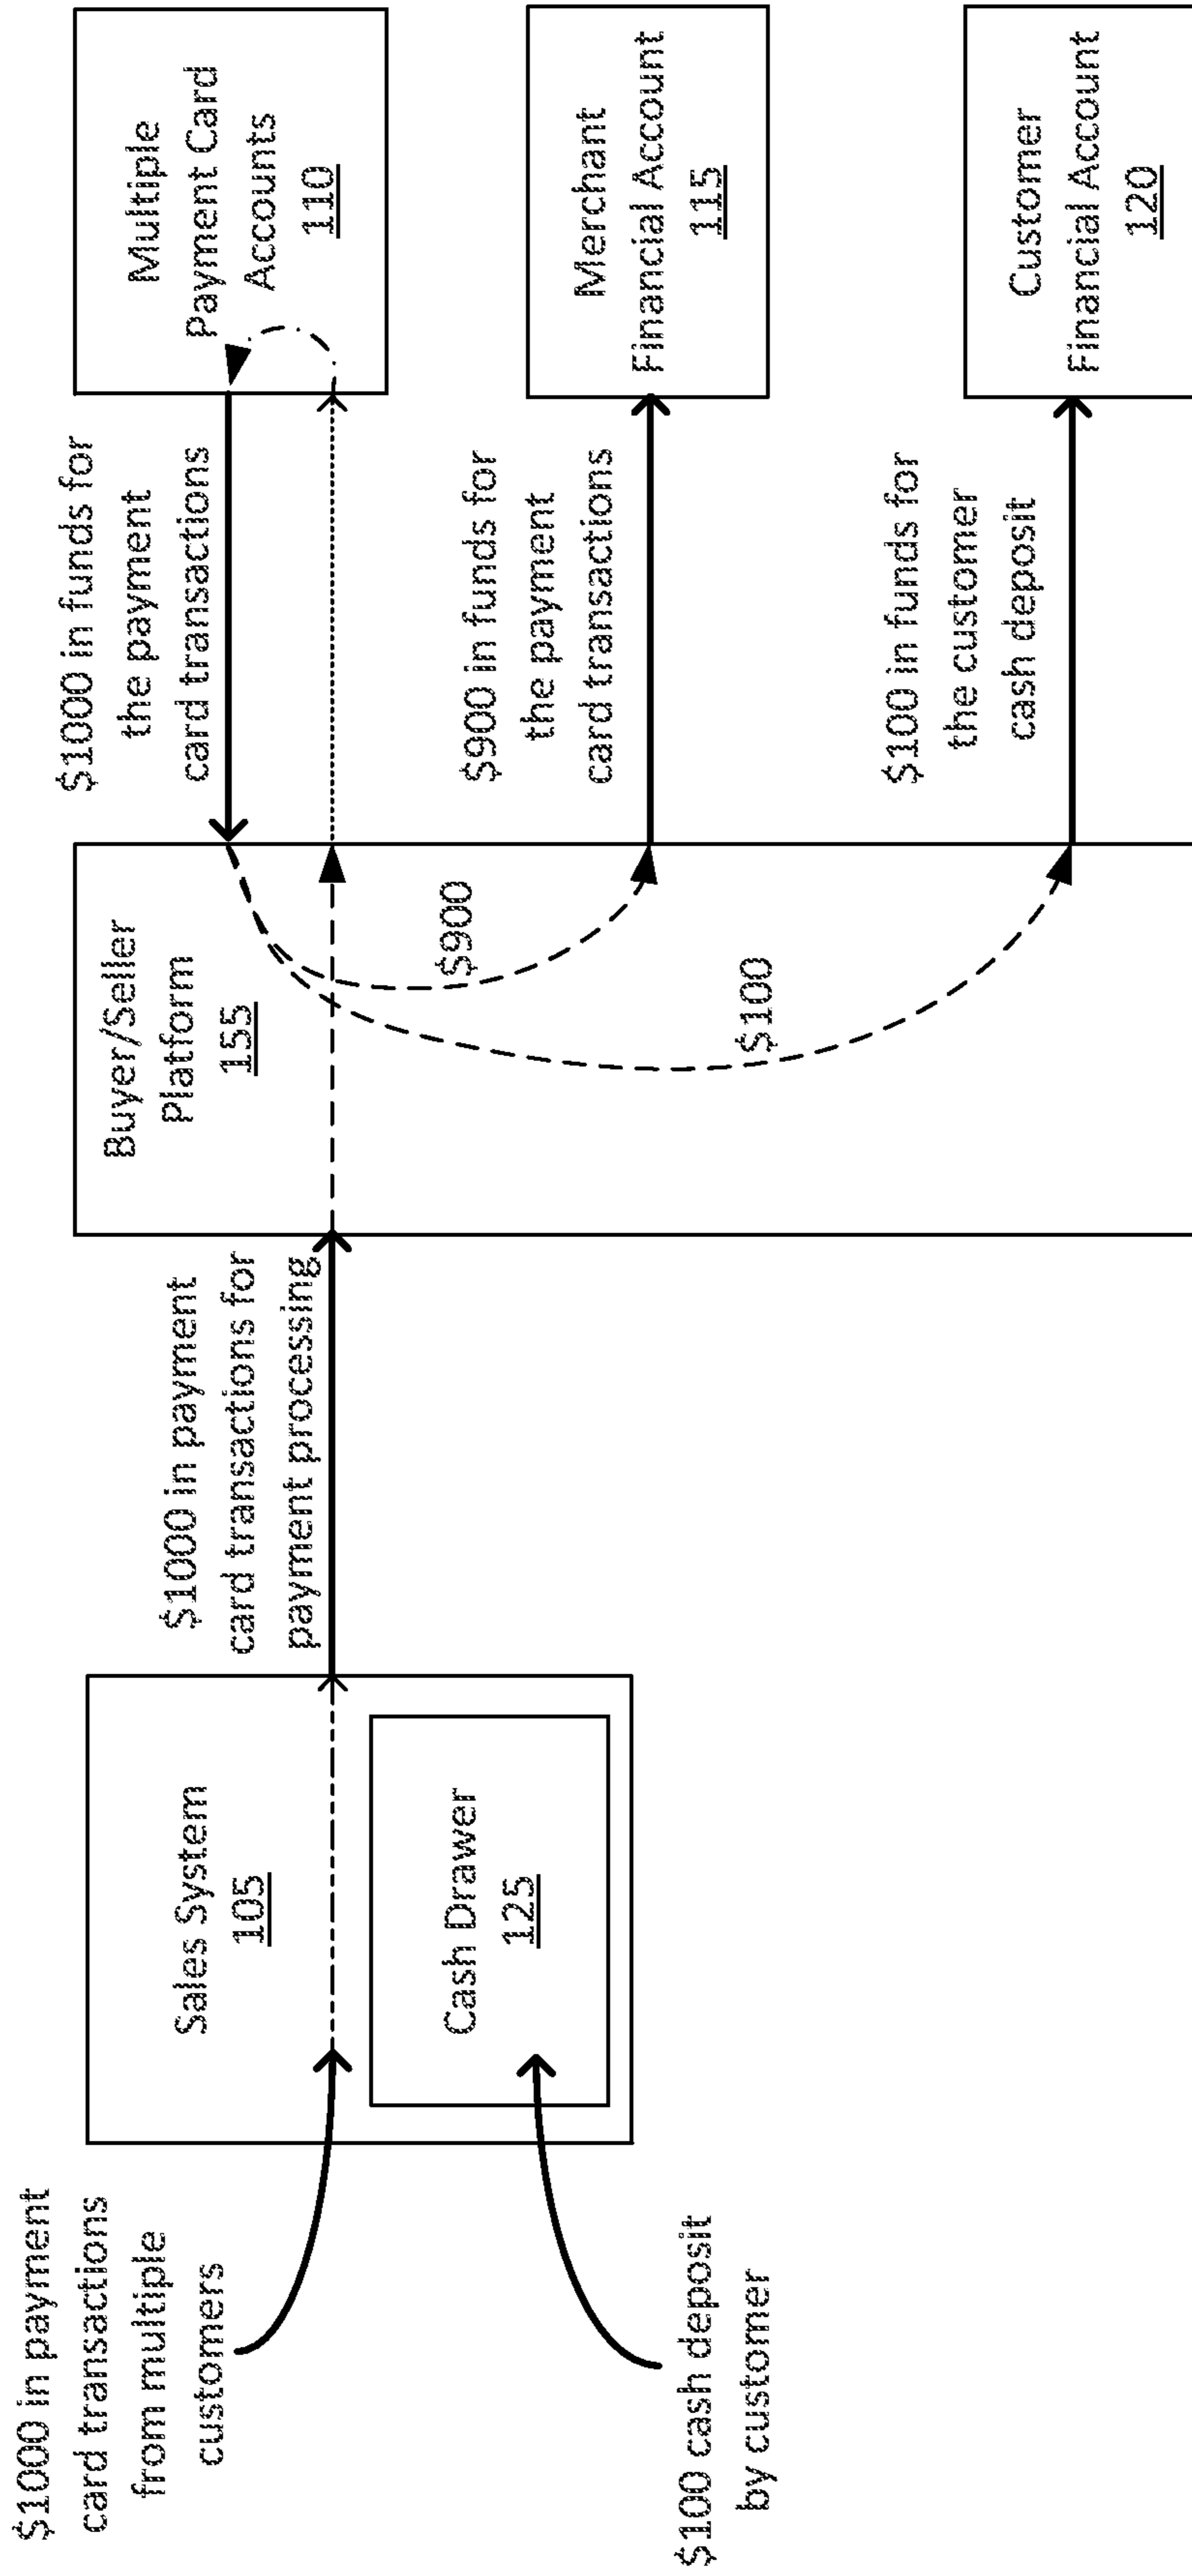 $1000 in payment
card transactions
from multiple
customers
$100 cash deposit
by customer
Sales System
105
Cash Drawer
125
$1000 in payment
card transactions for
payment processing
Buyer/Seller
Platform
155
$900
$100
$1000 in funds for
the payment
card transactions
$900 in funds for
the payment
card transactions
$100 in funds for
the customer
cash deposit
Multiple
Payment Card
Accounts
110
Merchant
Financial Account
115
Customer
Financial Account
120